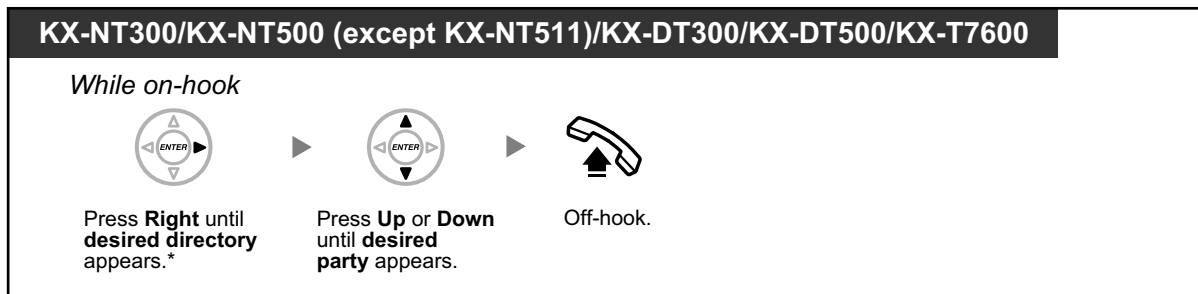 KX-NT300/KX-NT500 (except KX-NT511)/KX-DT300/KX-DT500/KX-T7600
While on-hook
ENTER
ENTER
Press Right until
desired directory
appears.*
Press Up or Down
until desired
party appears.
Off-hook.